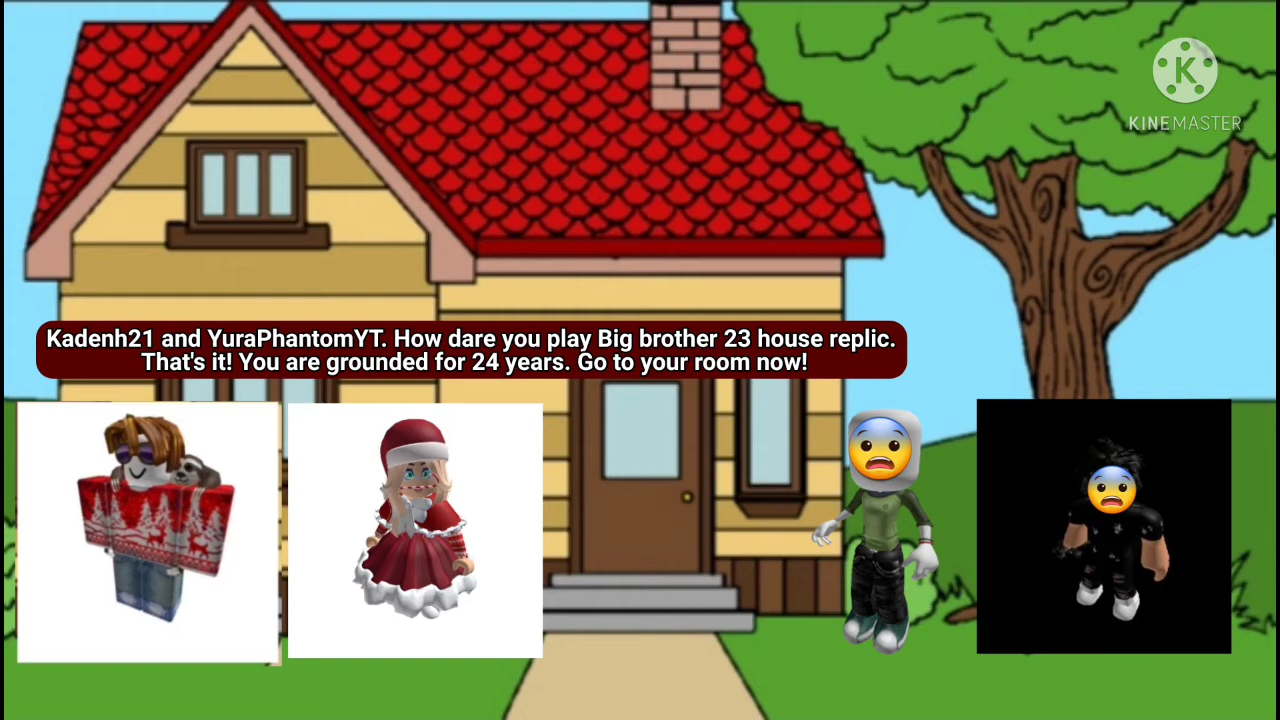 K
KINEMASTER
Kadenh21 and YuraPhantomYT. How dare you play Big brother 23 house replic.
That's it! You are grounded for 24 years. Go to your room now!